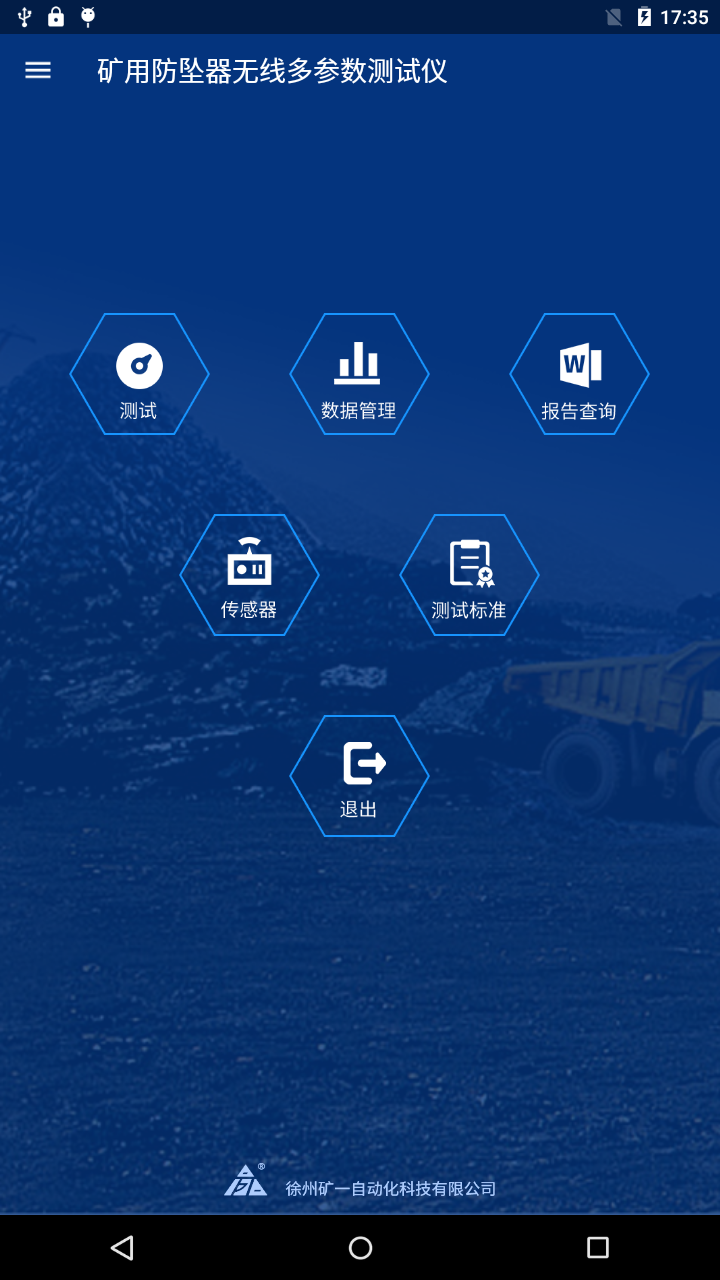 17:35
矿用防坠器无线多参数测试仪
测试
数据管理
W
报告查询
传感器
测试标准
退出
®
徐州矿一自动化科技有限公司